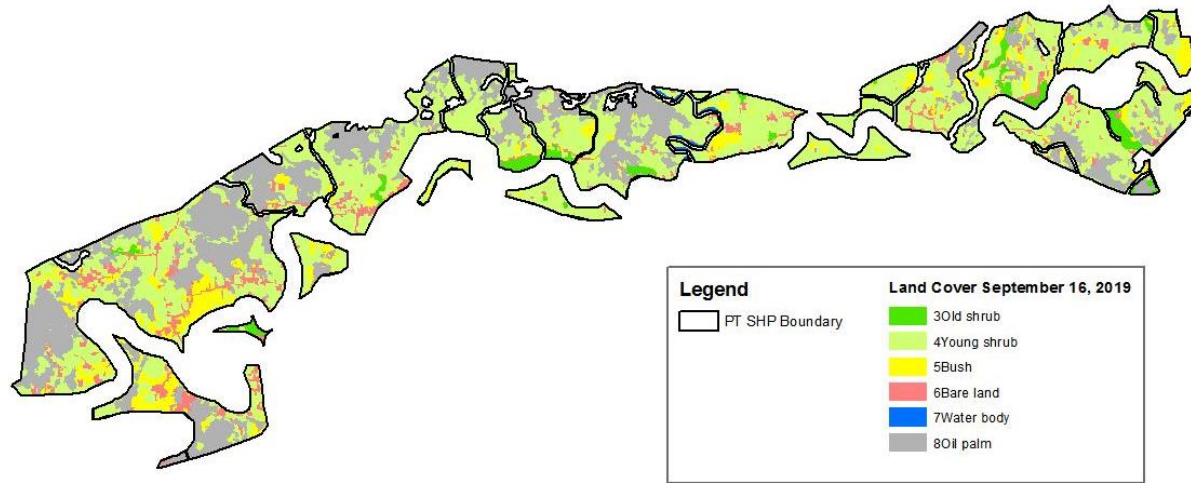 Legend
PT SHP Boundary
Land Cover September 16, 2019
3Old shrub
4Young shrub
5Bush
6Bare land
7Water body
8Oil palm